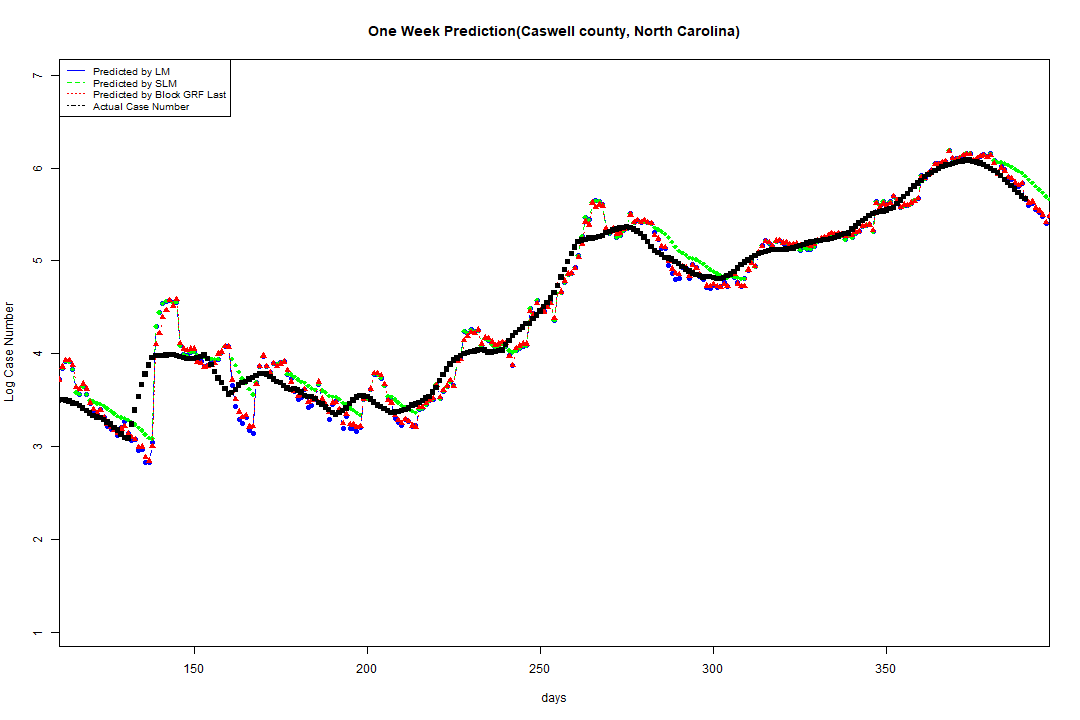 One Week Prediction(Caswell county, North Carolina)
Predicted by LM
Predicted by SLM
Predicted by Block GRF Last
Actual Case Number
7
6
5
4
3
2
1
Log Case Number
150 200 250 300 350
days